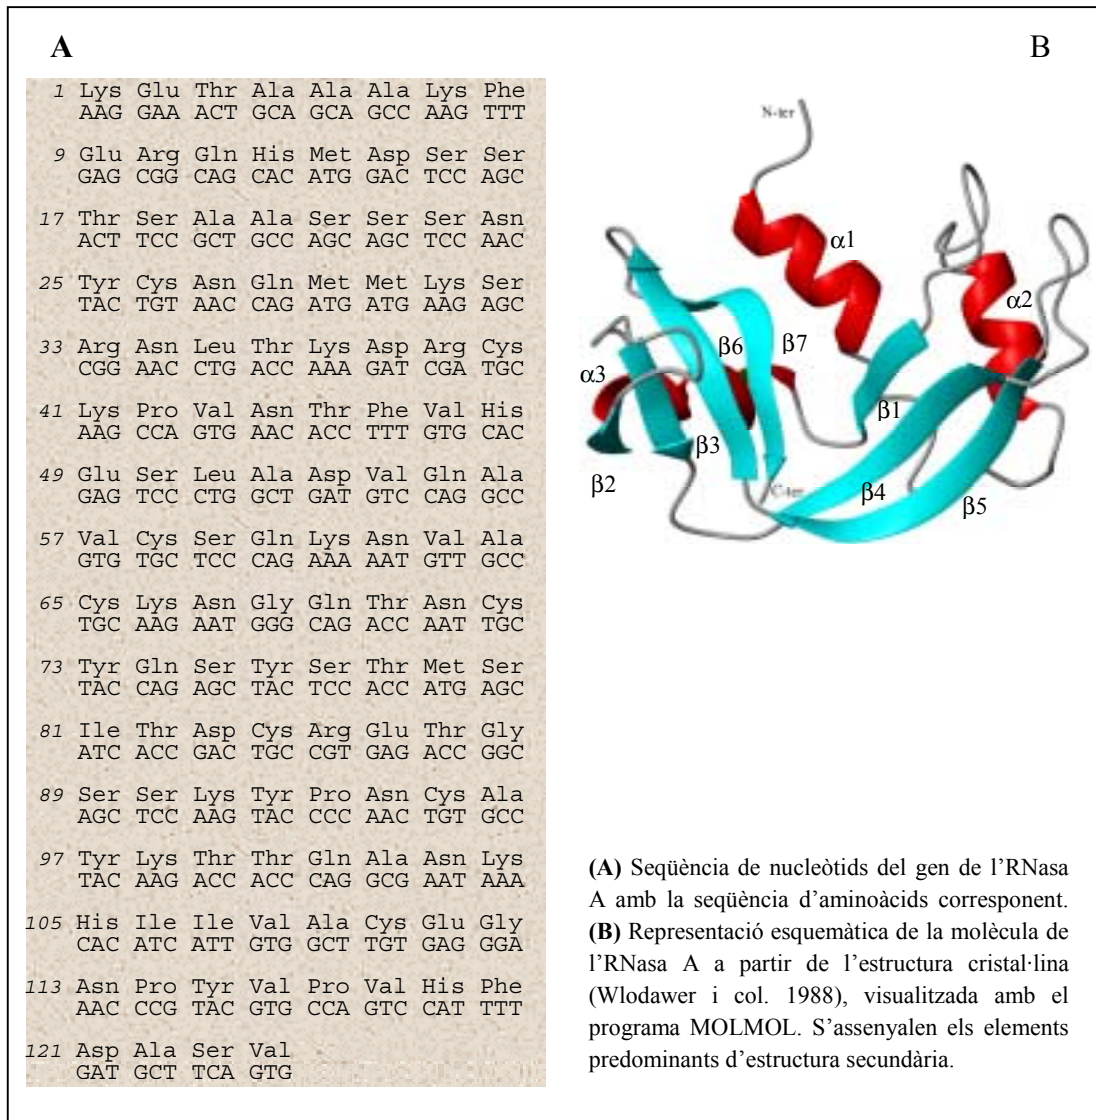 A
1 Lys Glu Thr Ala Ala Ala Lys Phe
AAG GAA ACT GCA GCA GCC AAG TTT
9 Glu Arg Gln His Met Asp Ser Ser
GAG CGG CAG CAC ATG GAC TCC AGC
17 Thr Ser Ala Ala Ser Ser Ser Asn
ACT TCC GCT GCC AGC AGC TCC AAC
25 Tyr Cys Asn Gln Met Met Lys Ser
TAC TGT AAC CAG ATG ATG AAG AGC
33 Arg Asn Leu Thr Lys Asp Arg Cys
CGG AAC CTG ACC AAA GAT CGA TGC
41 Lys Pro Val Asn Thr Phe Val His
AAG CCA GTG AAC ACC TTT GTG CAC
49 Glu Ser Leu Ala Asp Val Gln Ala
GAG TCC CTG GCT GAT GTC CAG GCC
57 Val Cys Ser Gln Lys Asn Val Ala
GTG TGC TCC CAG AAA AAT GTT GCC
65 Cys Lys Asn Gly Gln Thr Asn Cys
TGC AAG AAT GGG CAG ACC AAT TGC
73 Tyr Gln Ser Tyr Ser Thr Met Ser
TAC CAG AGC TAC TCC ACC ATG AGC
81 Ile Thr Asp Cys Arg Glu Thr Gly
ATC ACC GAC TGC CGT GAG ACC GGC
89 Ser Ser Lys Tyr Pro Asn Cys Ala
AGC TCC AAG TAC CCC AAC TGT GCC
97 Tyr Lys Thr Thr Gln Ala Asn Lys
TAC AAG ACC ACC CAG GCG AAT AAA
105 His Ile Ile Val Ala Cys Glu Gly
CAC ATC ATT GTG GCT TGT GAG GGA
113 Asn Pro Tyr Val Pro Val His Phe
AAC CCG TAC GTG CCA GTC CAT TTT
121 Asp Ala Ser Val
GAT GCT TCA GTG
B
N-ter
α1
α2
β6
β7
α3
β1
β3
β2
C-ter
β4
β5
(A) Seqüència de nucleòtids del gen de l’RNasa
A amb la seqüència d’aminoàcids corresponent.
(B) Representació esquemàtica de la molècula de
l’RNasa A a partir de l’estructura cristal·lina
(Wlodawer i col. 1988), visualitzada amb el
programa MOLMOL. S’assenyalen els elements
predominants d’estructura secundària.